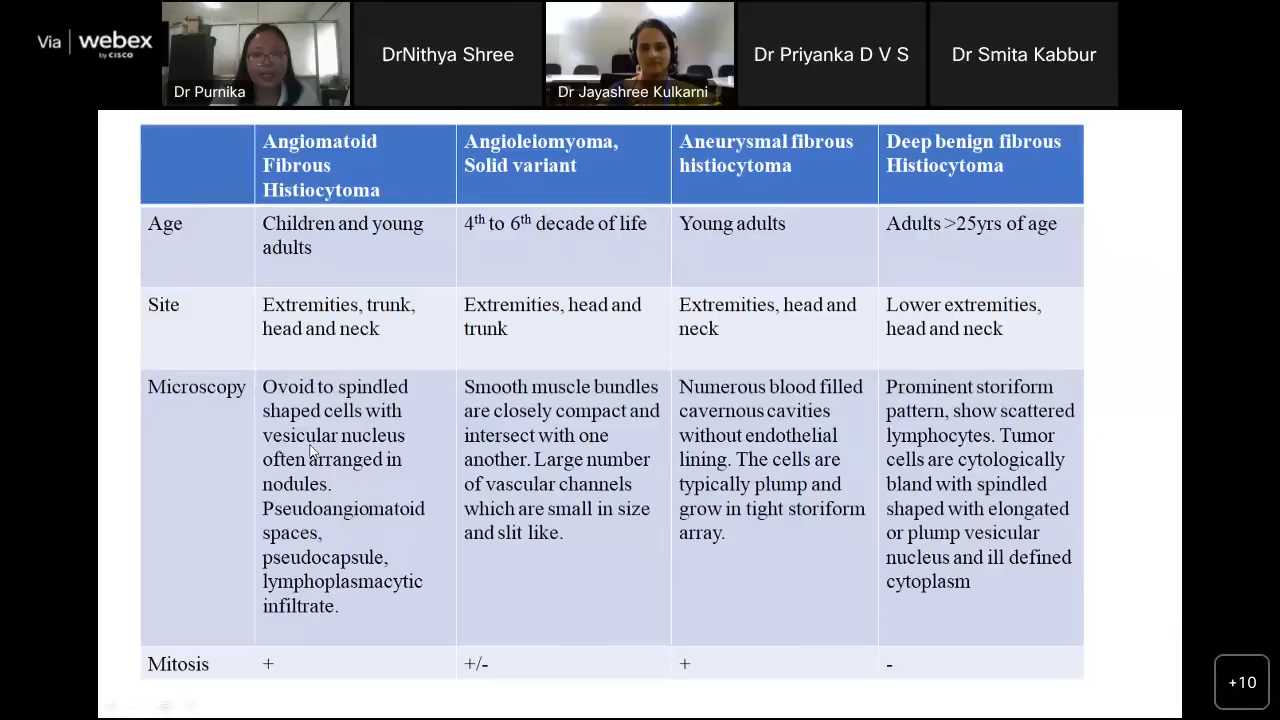 Via webex
by CISCO
Dr Purnika
DrNithya Shree
Dr Jayashree Kulkarni
Dr Priyanka D V S
Dr Smita Kabbur
Angiomatoid
Fibrous
Histiocytoma
Angioleiomyoma,
Solid variant
Aneurysmal fibrous
histiocytoma
Deep benign fibrous
Histiocytoma
Age
Children and young
adults
4th to 6th decade of life
Young adults
Adults >25yrs of age
Site
Extremities, trunk,
head and neck
Extremities, head and
trunk
Extremities, head and
neck
Lower extremities,
head and neck
Microscopy
Ovoid to spindled
shaped cells with
vesicular nucleus
often arranged in
nodules.
Pseudoangiomatoid
spaces,
pseudocapsule,
lymphoplasmacytic
infiltrate.
Smooth muscle bundles
are closely compact and
intersect with one
another. Large number
of vascular channels
which are small in size
and slit like.
Numerous blood filled
cavernous cavities
without endothelial
lining. The cells are
typically plump and
grow in tight storiform
array.
Prominent storiform
pattern, show scattered
lymphocytes. Tumor
cells are cytologically
bland with spindled
shaped with elongated
or plump vesicular
nucleus and ill defined
cytoplasm
Mitosis
+
+/-
+
-
+10